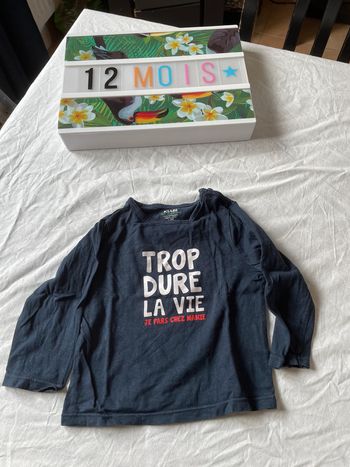 12 MOIS
TROP
DURE
LA VIE
JE PARS CHEZ MAMIE